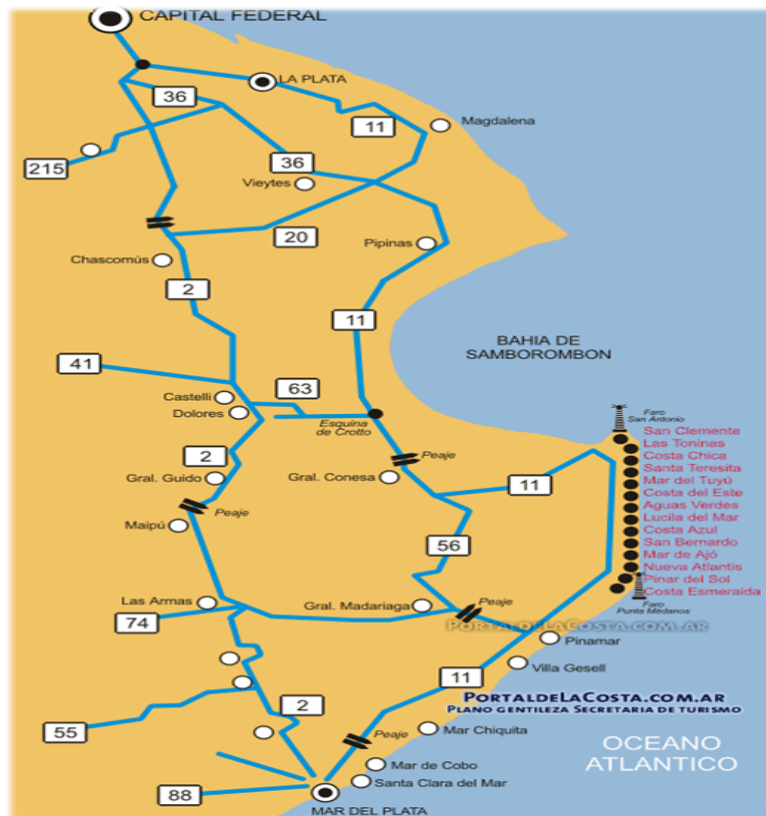 CAPITAL FEDERAL
LA PLATA
36
11
Magdalena
215
36
Vieytes
20
Pipinas
Chascomús
2
11
BAHIA DE
SAMBOROMBON
41
63
Castelli
Dolores
Esquina
de Crotto
Faro
San Antonio
San Clemente
Las Toninas
Costa Chica
Santa Teresita
Mar del Tuyú
Costa del Este
Aguas Verdes
Lucila del Mar
Costa Azul
San Bernardo
Mar de Ajó
Nueva Atlantis
Pinar del Sol
Costa Esmeralda
Faro
Punta Médanos
2
Peaje
Gral. Guido
Gral. Conesa
11
Peaje
Maipú
56
Las Armas
Gral. Madariaga
Peaje
74
PORTALDELACOSTA.COM.AR
Pinamar
Villa Gesell
11
PORTALDELACOSTA.COM.AR
PLANO GENTILEZA SECRETARIA DE TURISMO
2
55
Peaje
Mar Chiquita
OCEANO
ATLANTICO
Mar de Cobo
Santa Clara del Mar
88
MAR DEL PLATA